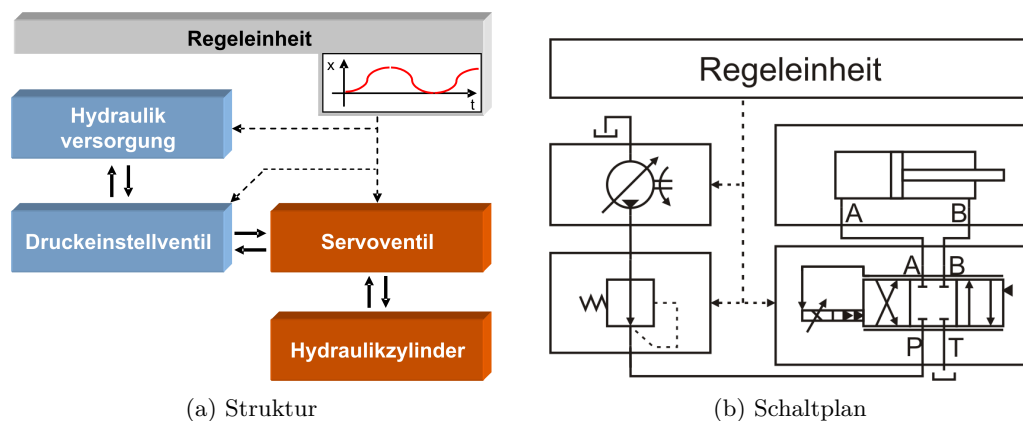 Regeleinheit
x
t
Hydraulik
versorgung
Druckeinstellventil
Servoventil
Hydraulikzylinder
(a) Struktur
Regeleinheit
A
B
A
B
P
T
(b) Schaltplan